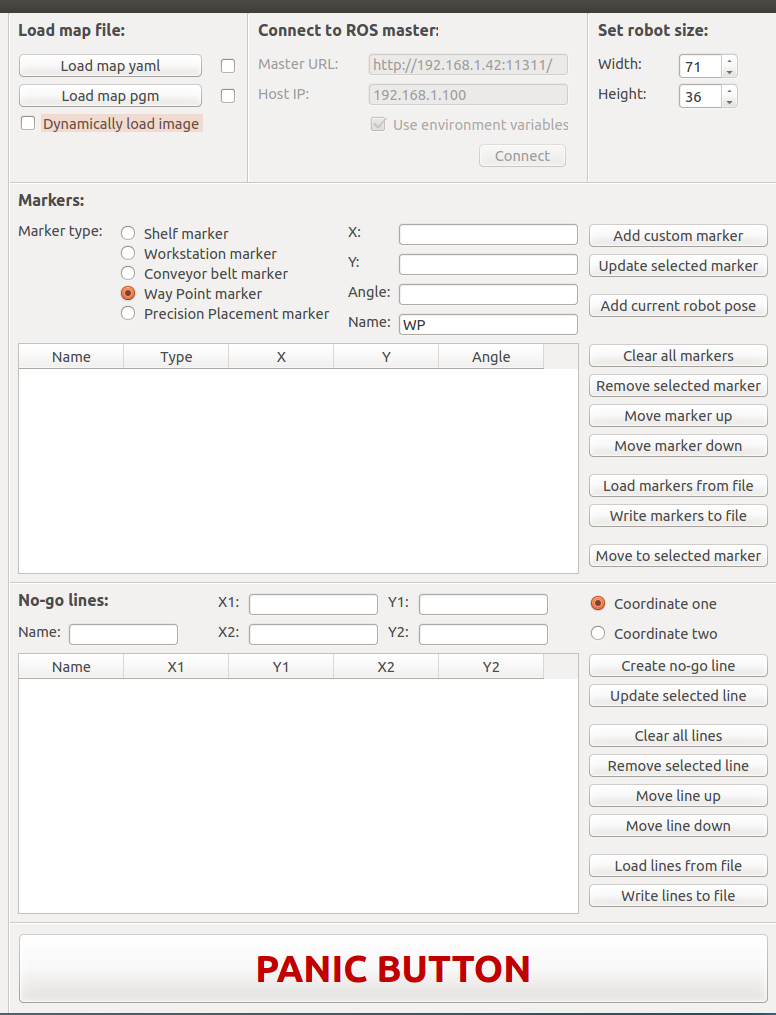 Load map file:
Load map yaml
Load map pgm
Dynamically load image
Connect to ROS master:
Master URL: http://192.168.1.42:11311/
Host IP: 192.168.1.100
Use environment variables
Connect
Set robot size:
Width: 71
Height: 36
Markers:
Marker type:
Shelf marker
Workstation marker
Conveyor belt marker
Way Point marker
Precision Placement marker
X:
Y:
Angle:
Name: WP
Add custom marker
Update selected marker
Add current robot pose
Name Type X Y Angle
Clear all markers
Remove selected marker
Move marker up
Move marker down
Load markers from file
Write markers to file
Move to selected marker
No-go lines:
X1: Y1:
Name: X2: Y2:
Coordinate one
Coordinate two
Name X1 Y1 X2 Y2
Create no-go line
Update selected line
Clear all lines
Remove selected line
Move line up
Move line down
Load lines from file
Write lines to file
PANIC BUTTON